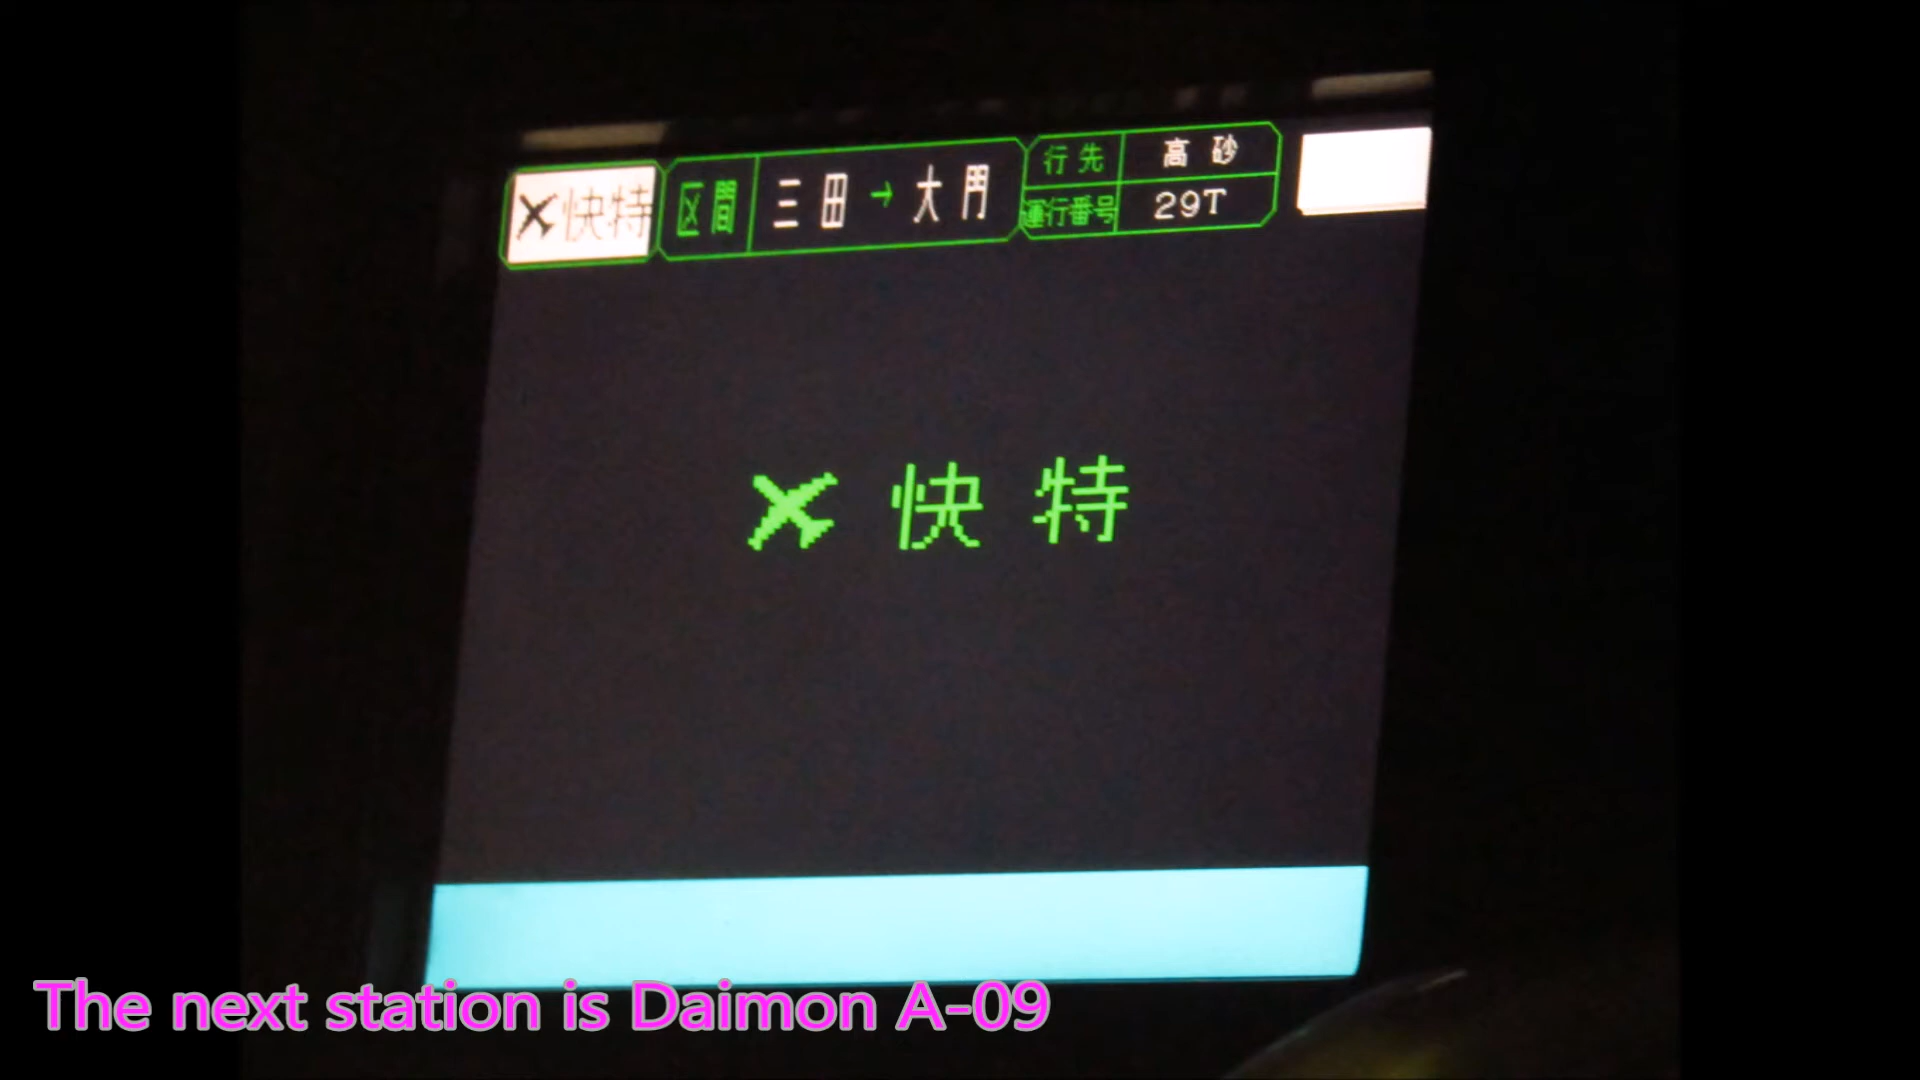 快特
区間 三田→大門
行先 高砂
運行番号 29T
快特
The next station is Daimon A-09